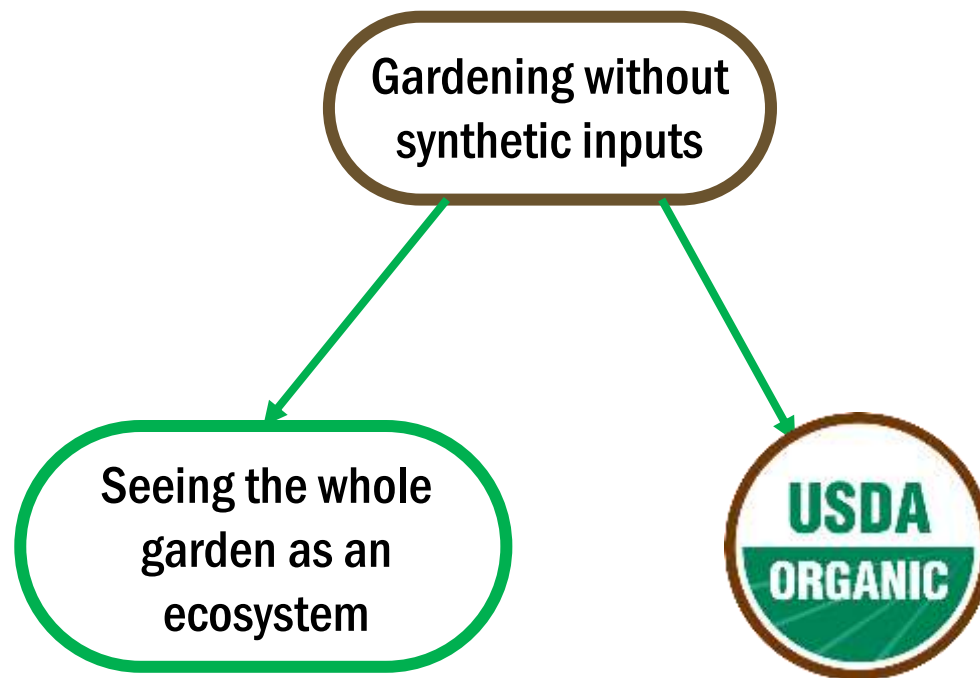 Gardening without
synthetic inputs
Seeing the whole
garden as an
ecosystem
USDA
ORGANIC